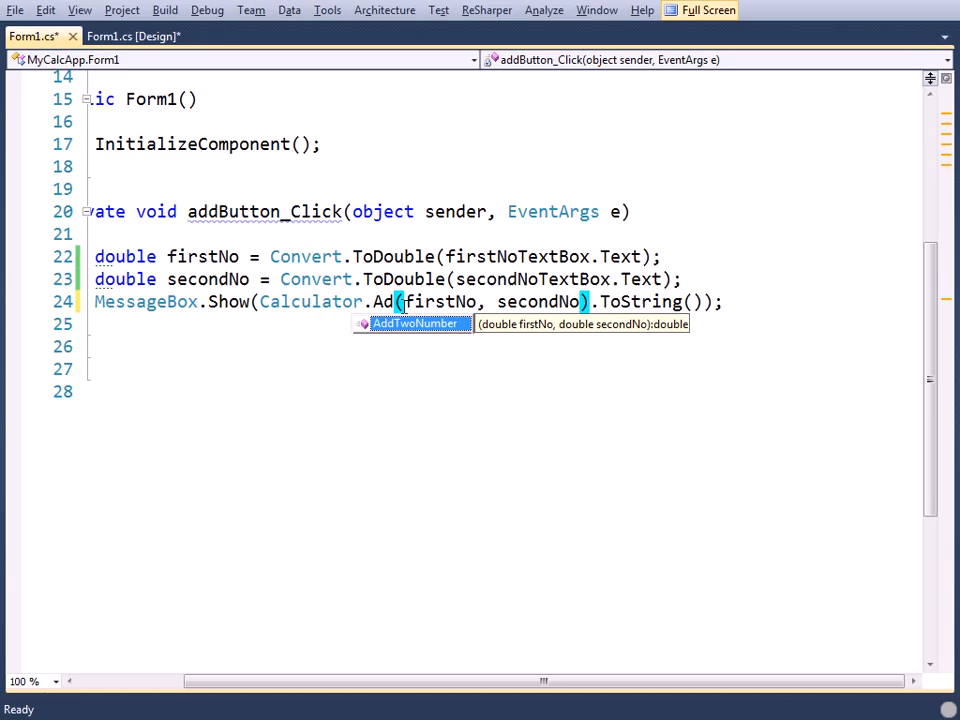 File Edit View Project Build Debug Team Data Tools Architecture Test ReSharper Analyze Window Help Full Screen
Form1.cs* Form1.cs [Design]*
MyCalcApp.Form1 addButton_Click(object sender, EventArgs e)
14
15 lic Form1()
16
17 InitializeComponent();
18
19
20 vate void addButton_Click(object sender, EventArgs e)
21
22 double firstNo = Convert.ToDouble(firstNoTextBox.Text);
23 double secondNo = Convert.ToDouble(secondNoTextBox.Text);
24 MessageBox.Show(Calculator.Ad(firstNo, secondNo).ToString());
25 AddTwoNumber (double firstNo, double secondNo):double
26
27
28
100 %
Ready